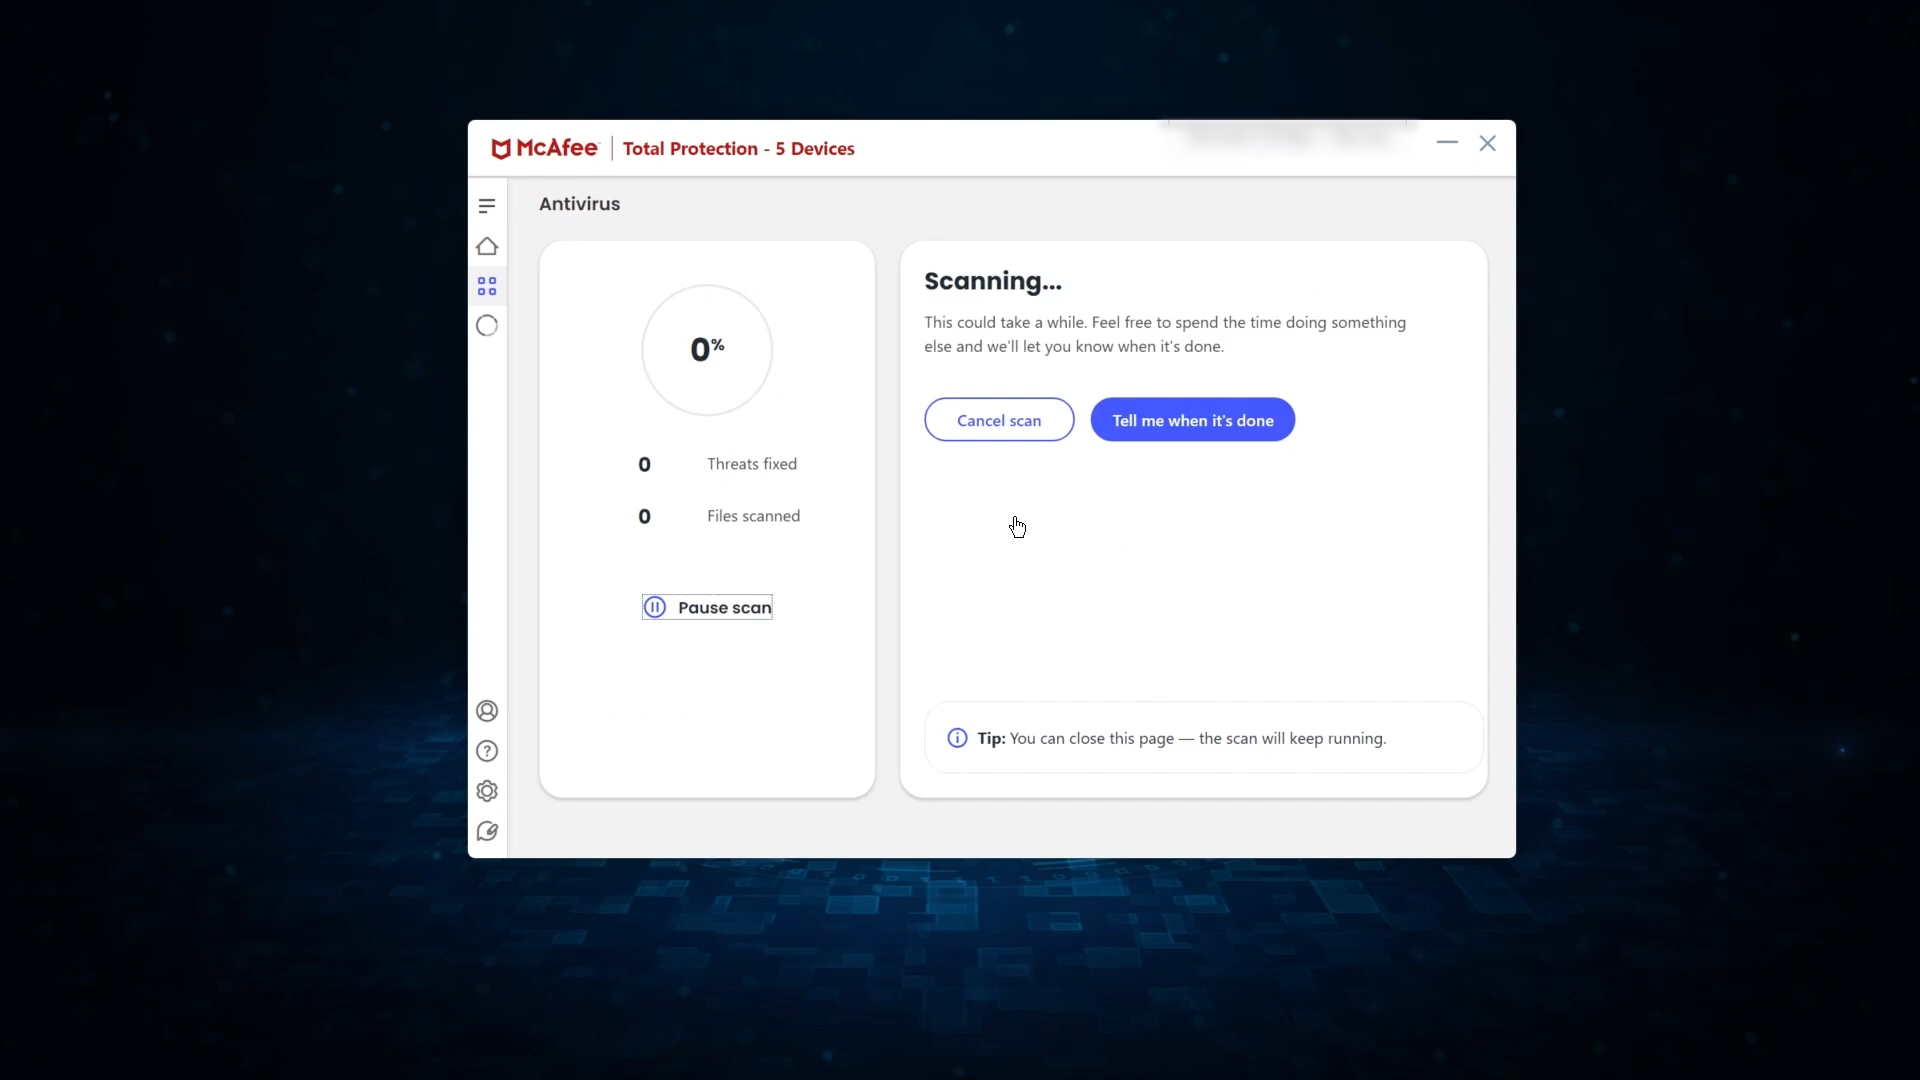 McAfee
Total Protection - 5 Devices
Antivirus
0%
0 Threats fixed
0 Files scanned
Pause scan
Scanning...
This could take a while. Feel free to spend the time doing something
else and we'll let you know when it's done.
Cancel scan
Tell me when it's done
Tip: You can close this page — the scan will keep running.